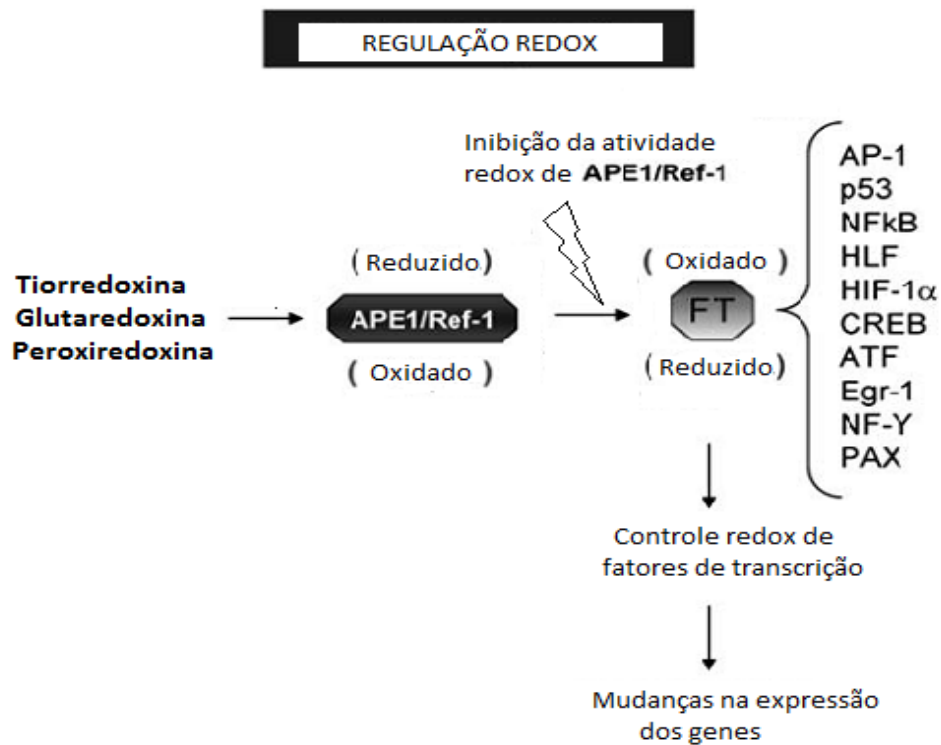 REGULAÇÃO REDOX
Inibição da atividade
redox de APE1/Ref-1
Tiorredoxina
Glutaredoxina
Peroxiredoxina
(Reduzido)
APE1/Ref-1
( Oxidado )
( Oxidado )
FT
(Reduzido)
AP-1
p53
NFkB
HLF
HIF-1α
CREB
ATF
Egr-1
NF-Y
PAX
Controle redox de
fatores de transcrição
Mudanças na expressão
dos genes